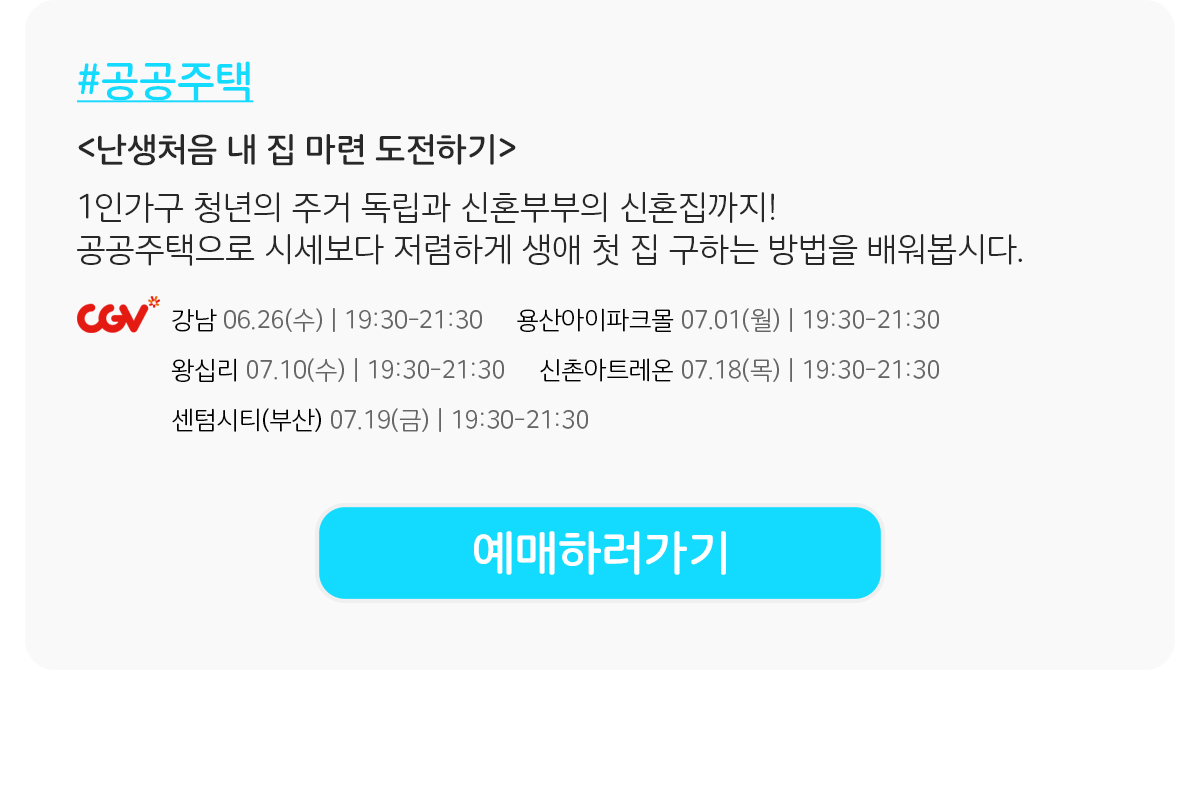 #공공주택
<난생처음 내 집 마련 도전하기>
1인가구 청년의 주거 독립과 신혼부부의 신혼집까지!
공공주택으로 시세보다 저렴하게 생애 첫 집 구하는 방법을 배워봅시다.
CGV 강남 06.26(수) | 19:30-21:30 용산아이파크몰 07.01(월) | 19:30-21:30
왕십리 07.10(수) | 19:30-21:30 신촌아트레온 07.18(목) | 19:30-21:30
센텀시티(부산) 07.19(금) | 19:30-21:30
예매하러가기